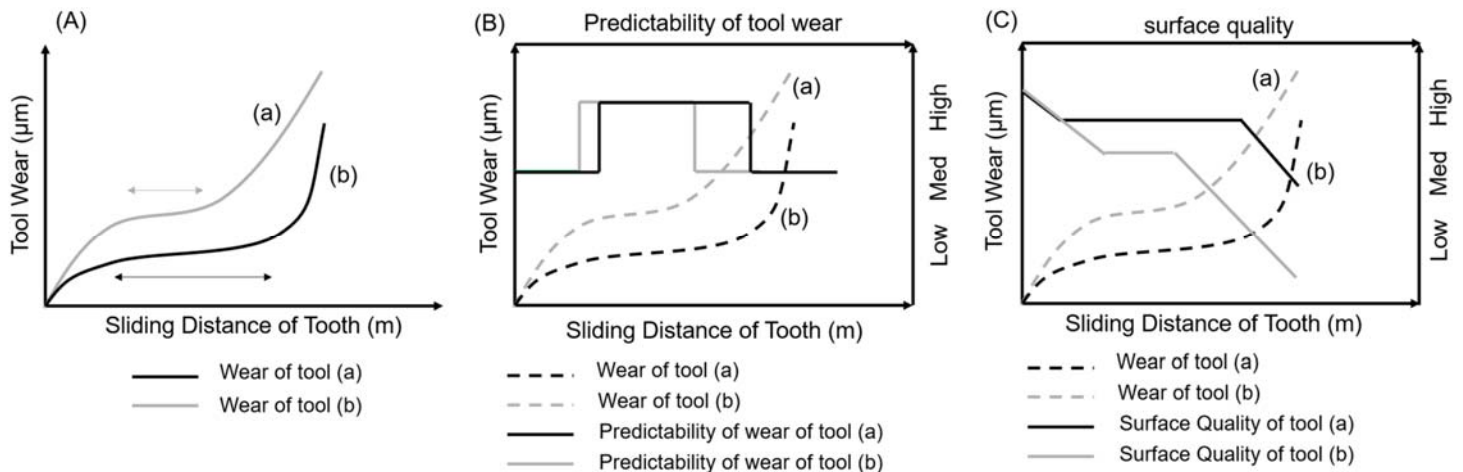 (A)
Tool Wear (µm)
(a)
(b)
Sliding Distance of Tooth (m)
Wear of tool (a)
Wear of tool (b)
(B)
Predictability of tool wear
Tool Wear (µm)
(a)
(b)
Low Med High
Sliding Distance of Tooth (m)
Wear of tool (a)
Wear of tool (b)
Predictability of wear of tool (a)
Predictability of wear of tool (b)
(C)
surface quality
Tool Wear (µm)
(a)
(b)
Low Med High
Sliding Distance of Tooth (m)
Wear of tool (a)
Wear of tool (b)
Surface Quality of tool (a)
Surface Quality of tool (b)